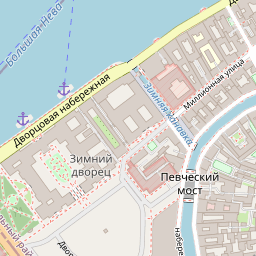 Большая Нева
Дворцовая набережная
Зимняя канавка
Миллионная улица
Зимний
дворец
Певческий
мост